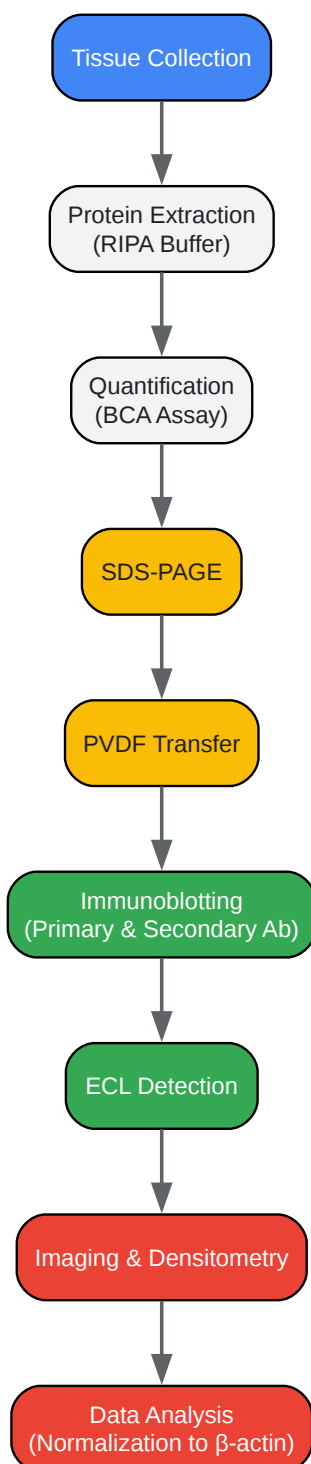 Tissue Collection
Protein Extraction
(RIPA Buffer)
Quantification
(BCA Assay)
SDS-PAGE
PVDF Transfer
Immunoblotting
(Primary & Secondary Ab)
ECL Detection
Imaging & Densitometry
Data Analysis
(Normalization to β-actin)